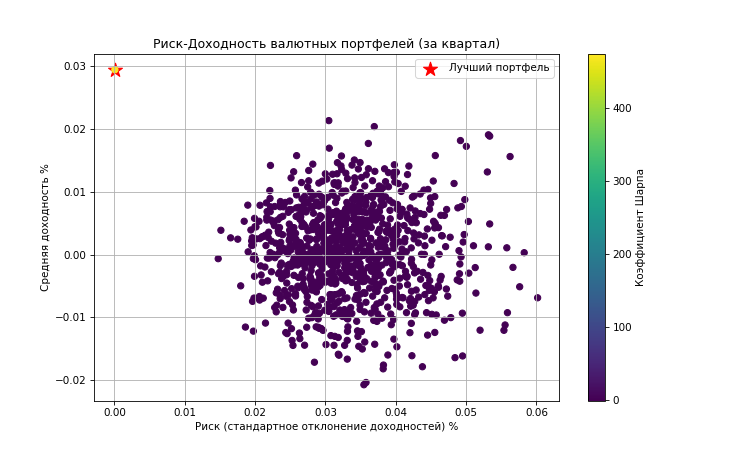 Риск-Доходность валютных портфелей (за квартал)
Лучший портфель
Средняя доходность %
0.03
0.02
0.01
0.00
−0.01
−0.02
0.00 0.01 0.02 0.03 0.04 0.05 0.06
Риск (стандартное отклонение доходностей) %
400
300
200
100
0
Коэффициент Шарпа